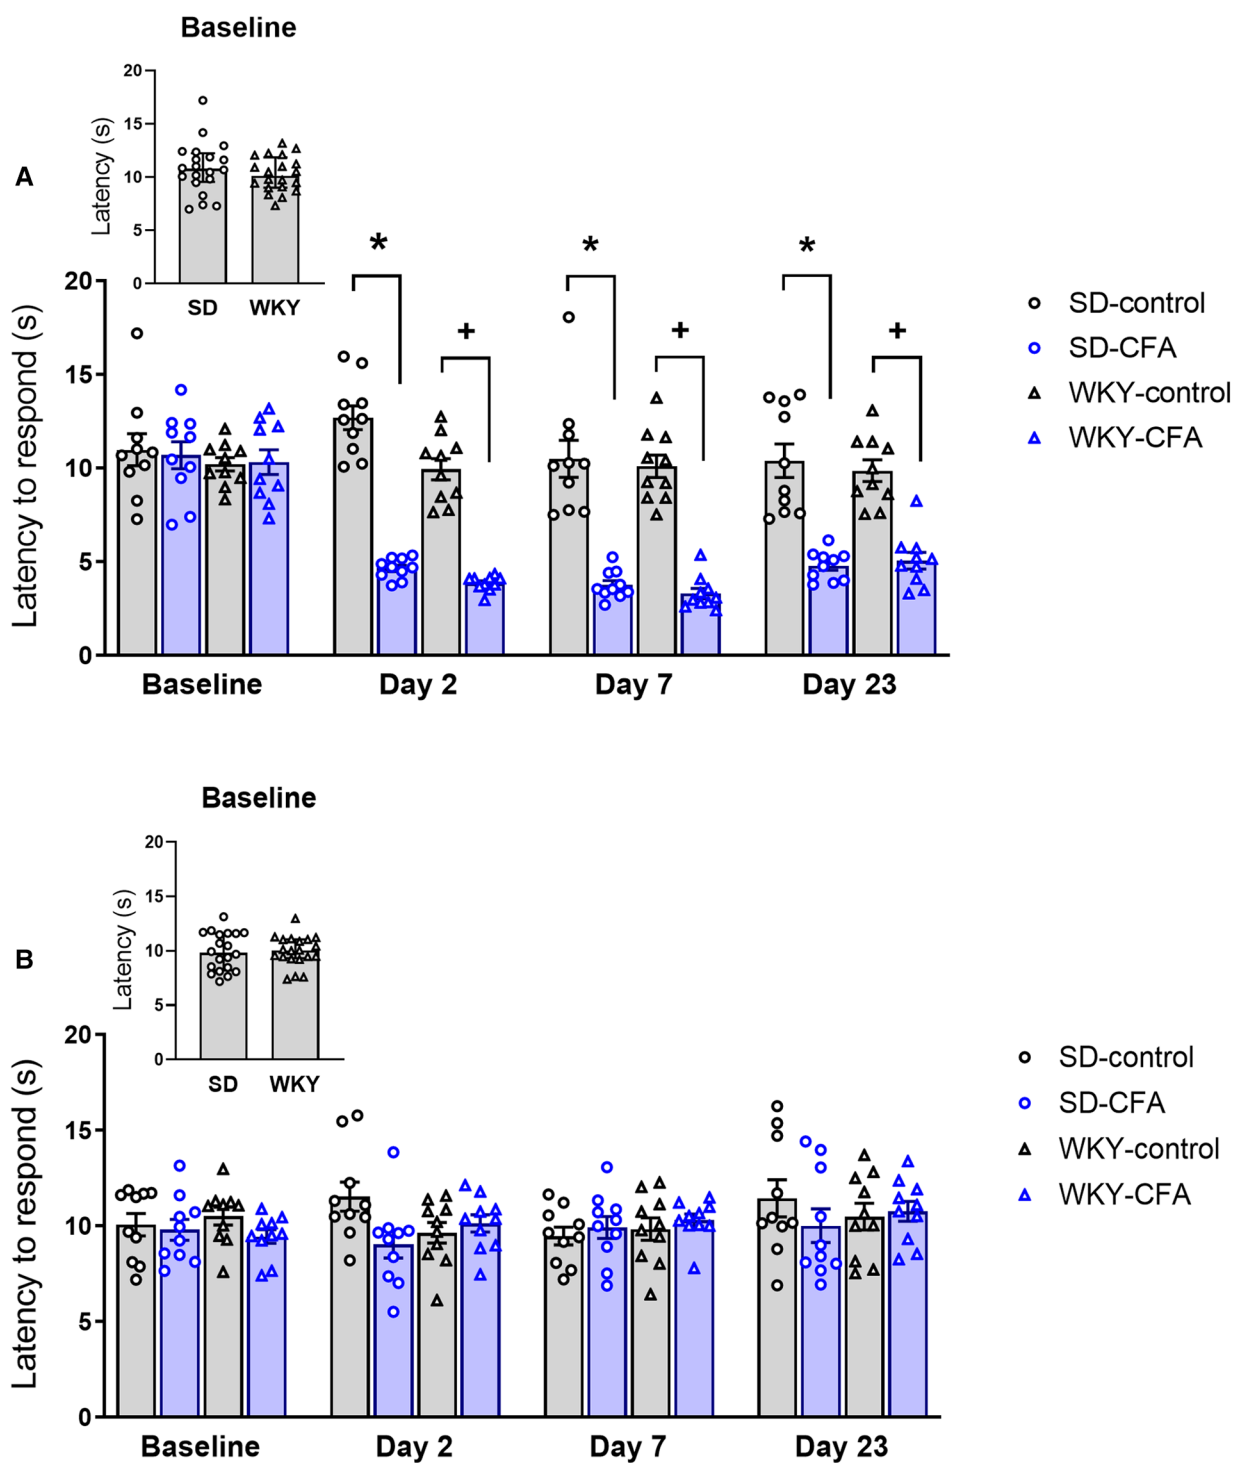 Baseline
20
15
10
5
0
Latency (s)
SD WKY
A
* * *
+ + +
20
15
10
5
0
Latency to respond (s)
Baseline Day 2 Day 7 Day 23
SD-control
SD-CFA
WKY-control
WKY-CFA
Baseline
20
15
10
5
0
Latency (s)
SD WKY
B
20
15
10
5
0
Latency to respond (s)
Baseline Day 2 Day 7 Day 23
SD-control
SD-CFA
WKY-control
WKY-CFA